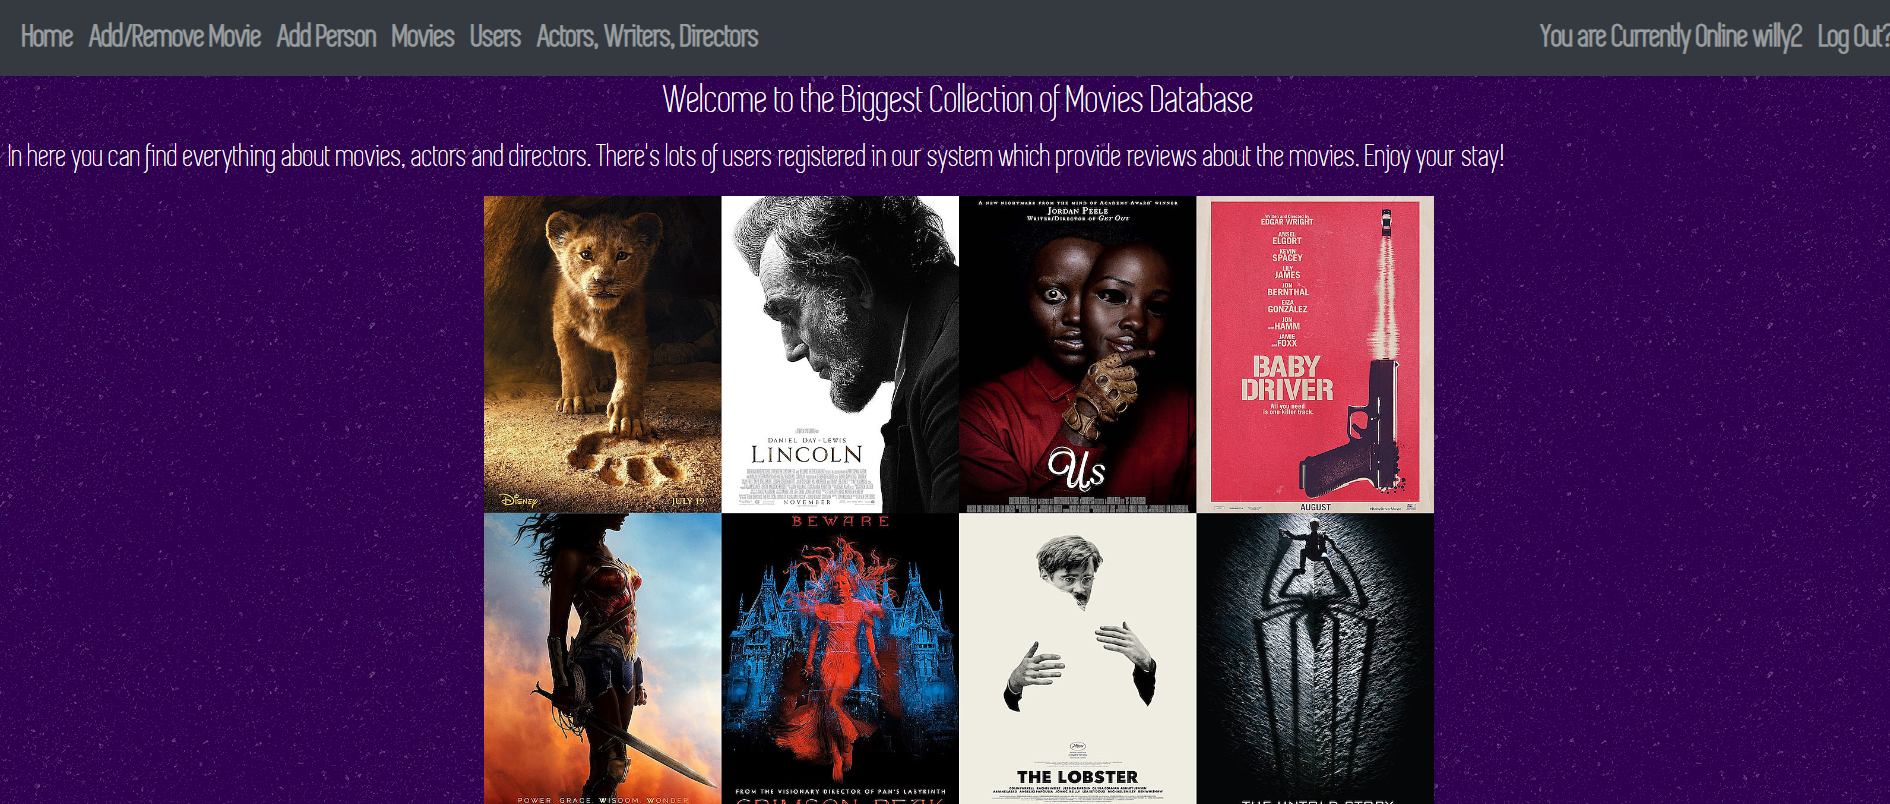 Home Add/Remove Movie Add Person Movies Users Actors, Writers, Directors You are Currently Online willy2 Log Out?
Welcome to the Biggest Collection of Movies Database
In here you can find everything about movies, actors and directors. There's lots of users registered in our system which provide reviews about the movies. Enjoy your stay!
Disney
JULY 19
DANIEL DAY-LEWIS
LINCOLN
NOVEMBER
A NEW NIGHTMARE FROM THE MIND OF ACADEMY AWARD WINNER
JORDAN PEELE
WRITER/DIRECTOR OF GET OUT
Us
Written and Directed by
EDGAR WRIGHT
ANSEL
ELGORT
KEVIN
SPACEY
LILY
JAMES
JON
BERNTHAL
EIZA
GONZÁLEZ
JON
HAMM
JAMIE
FOXX
BABY
DRIVER
All you need
is one killer track.
AUGUST
POWER. GRACE. WISDOM. WONDER
BEWARE
FROM THE VISIONARY DIRECTOR OF PAN'S LABYRINTH
CRIMSON PEAK
THE LOBSTER
THE UNTOLD STORY